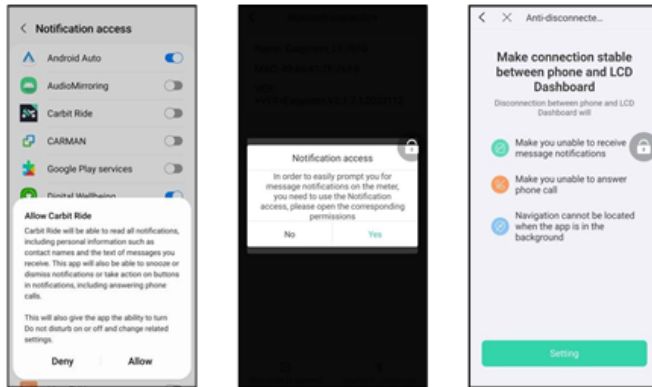 Notification access
Android Auto
AudioMirroring
Carbit Ride
CARMAN
Google Play services
Digital Wellbeing
Allow Carbit Ride
Carbit Ride will be able to read all notifications,
including personal information such as
contact names and the text of messages you
receive. This app will also be able to snooze or
dismiss notifications or take action on buttons
in notifications, including answering phone
calls.
This will also give the app the ability to turn
Do not disturb on or off and change related
settings.
Deny
Allow
Notification access
In order to easily prompt you for
message notifications on the meter,
you need to use the Notification
access, please open the corresponding
permissions
No
Yes
Anti-disconnecte...
Make connection stable
between phone and LCD
Dashboard
Disconnection between phone and LCD
Dashboard will
Make you unable to receive
message notifications
Make you unable to answer
phone call
Navigation cannot be located
when the app is in the
background
Setting